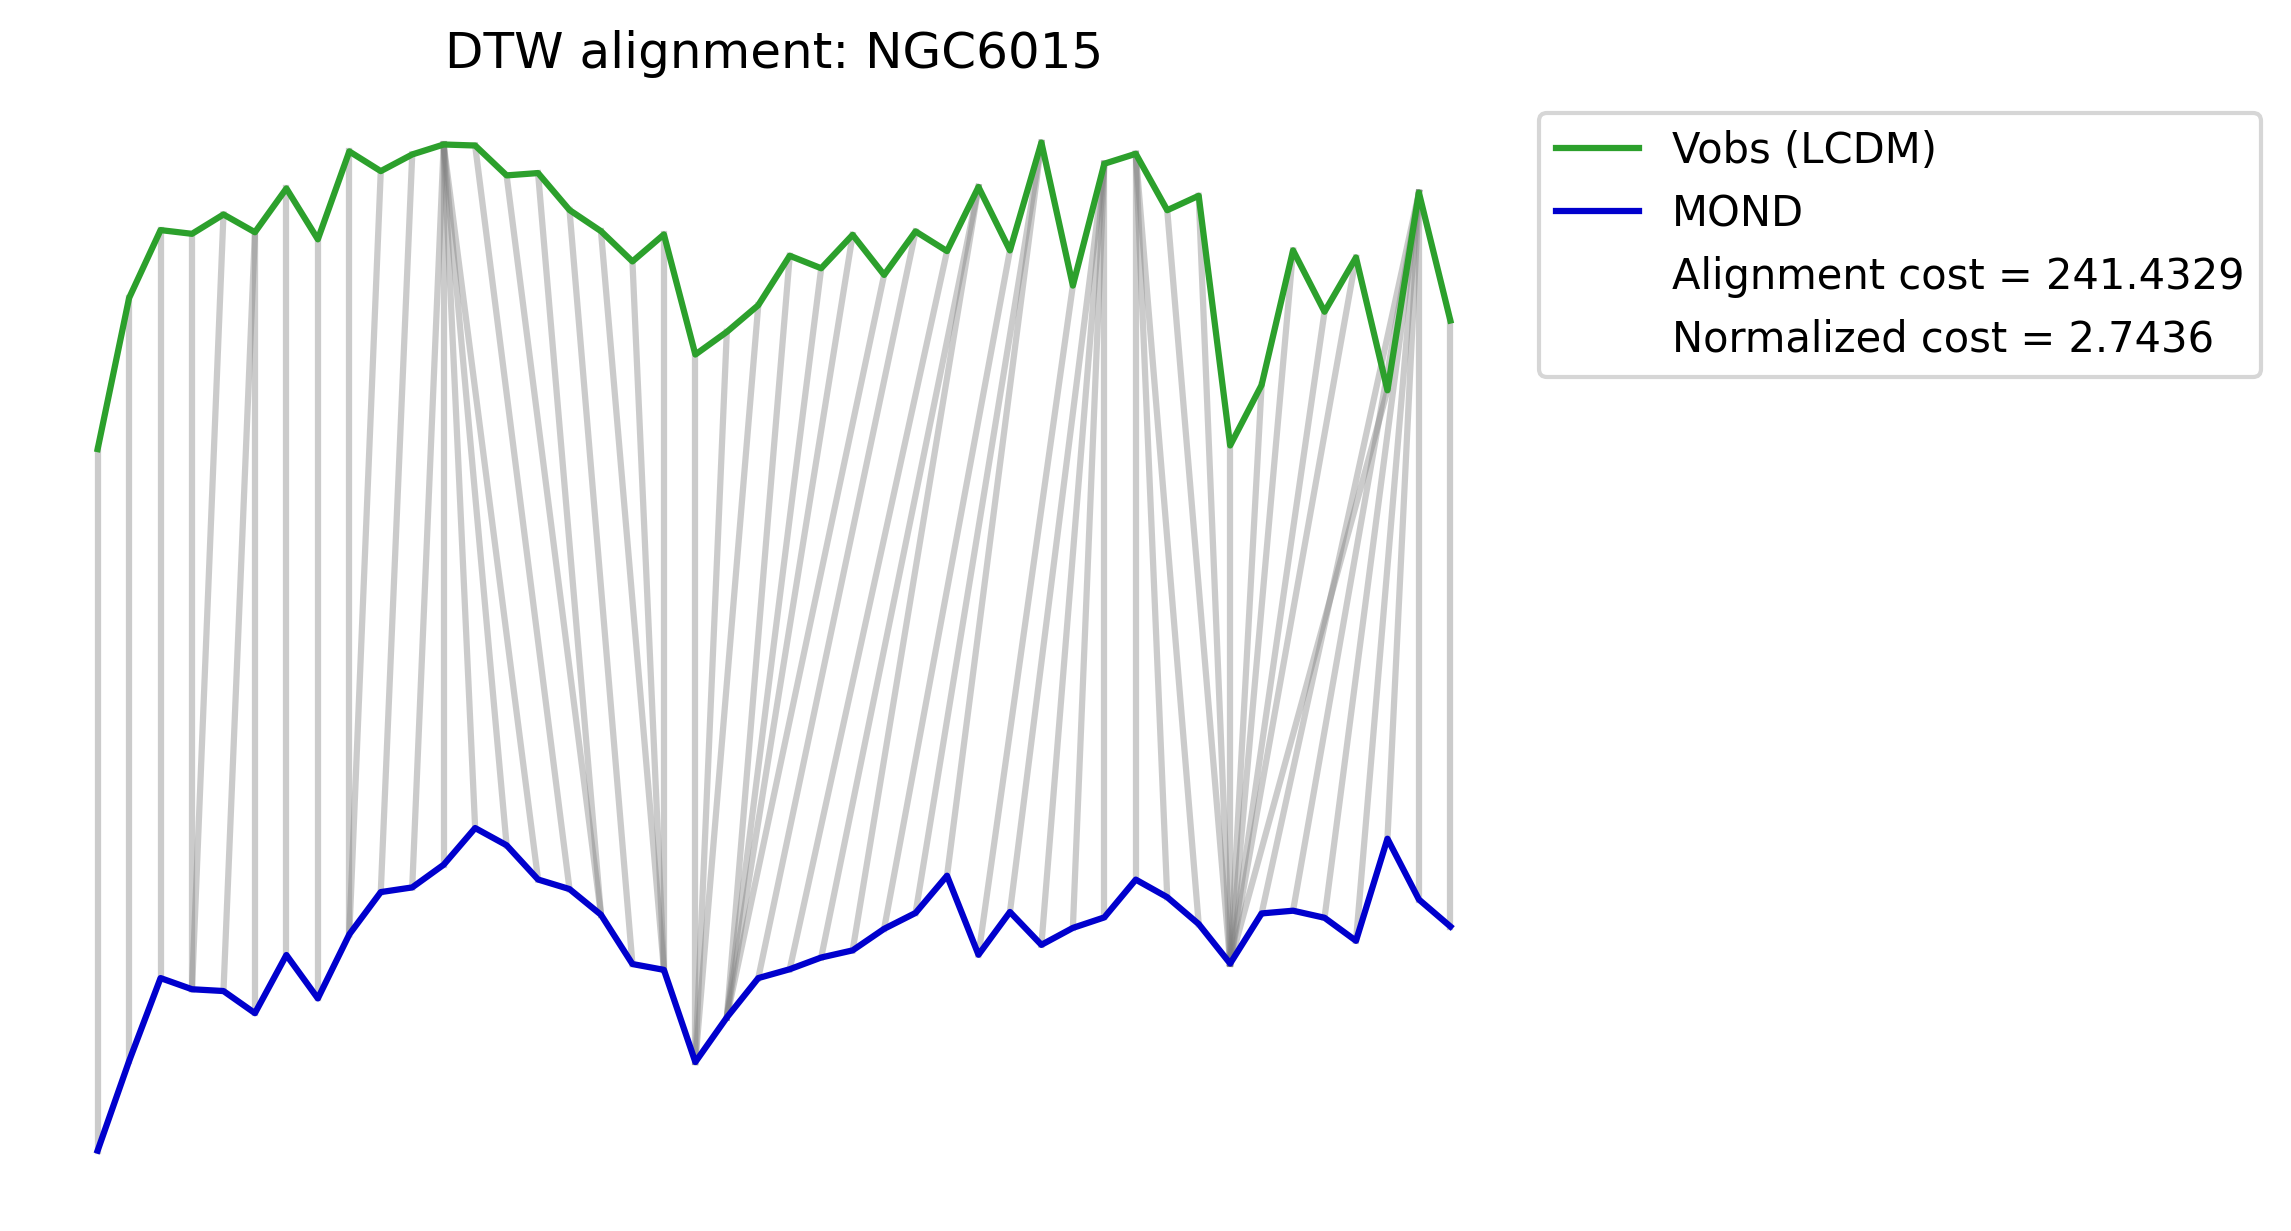 DTW alignment: NGC6015
Vobs (LCDM)
MOND
Alignment cost = 241.4329
Normalized cost = 2.7436